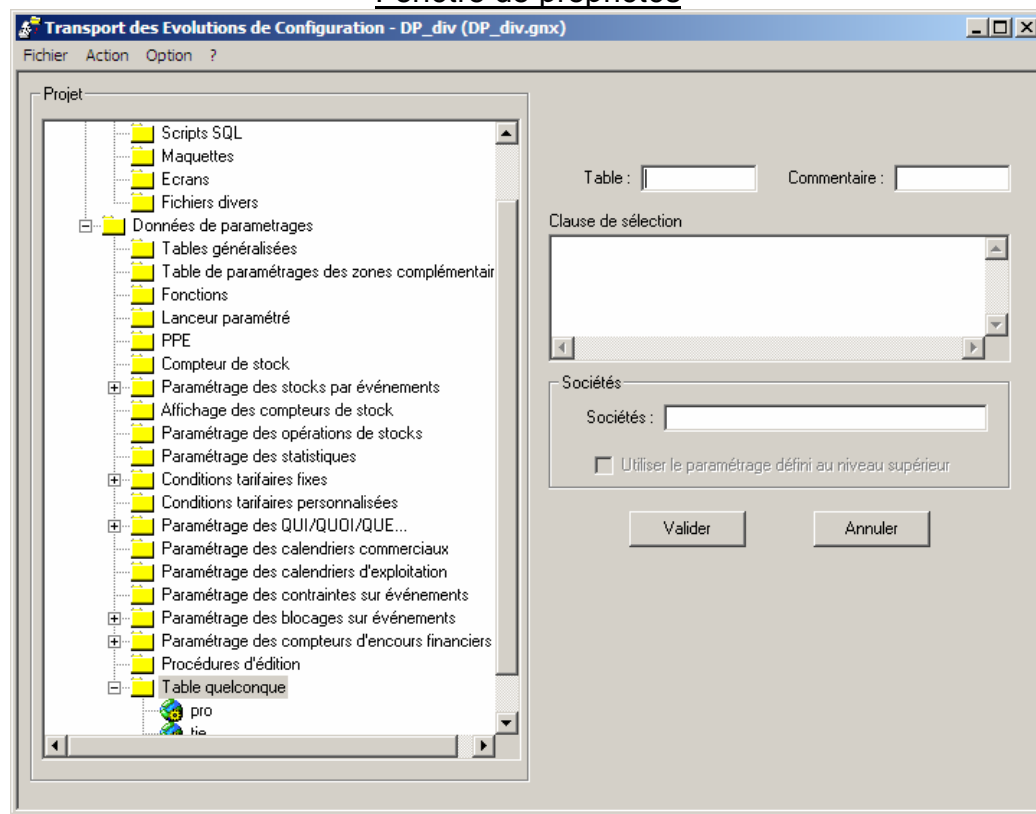 Fenêtre de propriétés
Transport des Evolutions de Configuration - DP_div (DP_div.gnx)
Fichier Action Option ?
Projet
Scripts SQL
Maquettes
Ecrans
Fichiers divers
Données de parametrages
Tables généralisées
Table de paramétrages des zones complémentair
Fonctions
Lanceur paramétré
PPE
Compteur de stock
Paramétrage des stocks par événements
Affichage des compteurs de stock
Paramétrage des opérations de stocks
Paramétrage des statistiques
Conditions tarifaires fixes
Conditions tarifaires personnalisées
Paramétrage des QUI/QUOI/QUE...
Paramétrage des calendriers commerciaux
Paramétrage des calendriers d'exploitation
Paramétrage des contraintes sur événements
Paramétrage des blocages sur événements
Paramétrage des compteurs d'encours financiers
Procédures d'édition
Table quelconque
pro
tie
Table : Commentaire :
Clause de sélection
Sociétés
Sociétés :
Utiliser le paramétrage défini au niveau supérieur
Valider Annuler